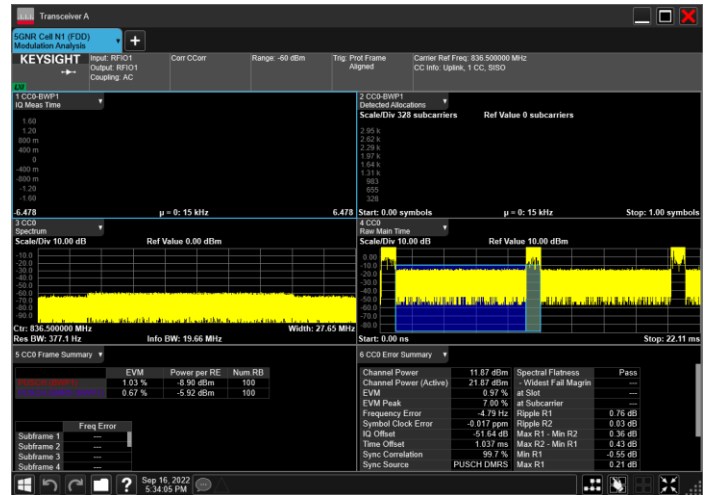 Transceiver A
5GNR Cell N1 (FDD)
Modulation Analysis
KEYSIGHT
Input: RFIO1
Output: RFIO1
Coupling: AC
Corr CCorr
Range: -60 dBm
Trig: Prot Frame
Aligned
Carrier Ref Freq: 836.500000 MHz
CC Info: Uplink, 1 CC, SISO
1 CC0-BWP1
IQ Meas Time
1.60
1.20
800 m
400 m
0
-400 m
-800 m
-1.20
-1.60
-6.478
μ = 0: 15 kHz
6.478
2 CC0-BWP1
Detected Allocations
Scale/Div 328 subcarriers
Ref Value 0 subcarriers
2.95 k
2.62 k
2.29 k
1.97 k
1.64 k
1.31 k
983
655
328
Start: 0.00 symbols
μ = 0: 15 kHz
Stop: 1.00 symbols
3 CC0
Spectrum
Scale/Div 10.00 dB
Ref Value 0.00 dBm
-10.0
-20.0
-30.0
-40.0
-50.0
-60.0
-70.0
-80.0
-90.0
Ctr: 836.500000 MHz
Width: 27.65 MHz
Res BW: 377.1 Hz
Info BW: 19.66 MHz
4 CC0
Raw Main Time
Scale/Div 10.00 dB
Ref Value 10.00 dBm
0.00
-10.0
-20.0
-30.0
-40.0
-50.0
-60.0
-70.0
-80.0
Start: 0.00 ns
Stop: 22.11 ms
5 CC0 Frame Summary
EVM Power per RE Num RB
1.03 % -8.90 dBm 100
0.67 % -5.92 dBm 100
Freq Error
Subframe 1 ---
Subframe 2 ---
Subframe 3 ---
Subframe 4 ---
6 CC0 Error Summary
Channel Power 11.87 dBm Spectral Flatness Pass
Channel Power (Active) 21.87 dBm - Widest Fail Magrin ---
EVM 0.97 % at Slot ---
EVM Peak 7.00 % at Subcarrier ---
Frequency Error -4.79 Hz Ripple R1 0.76 dB
Symbol Clock Error -0.017 ppm Ripple R2 0.03 dB
IQ Offset -51.64 dB Max R1 - Min R2 0.36 dB
Time Offset 1.037 ms Max R2 - Min R1 0.43 dB
Sync Correlation 99.7 % Min R1 -0.55 dB
Sync Source PUSCH DMRS Max R1 0.21 dB
Sep 16, 2022
5:34:05 PM